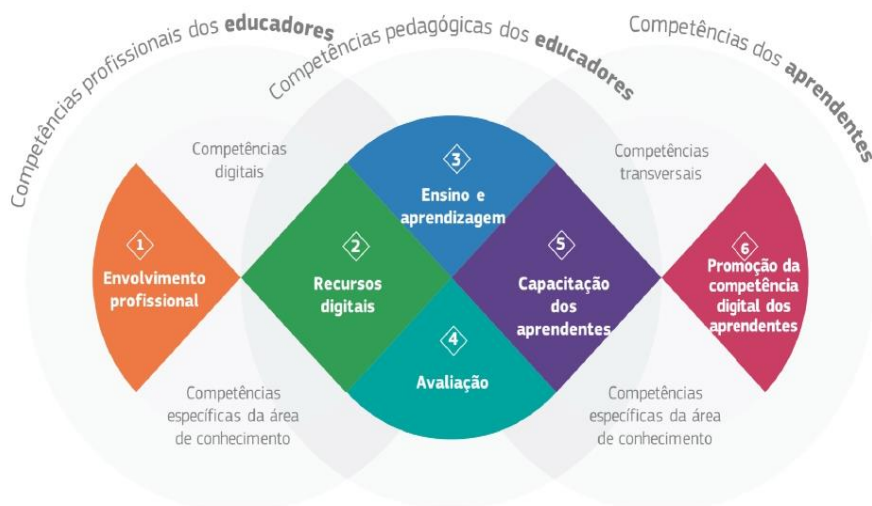 Competências profissionais dos educadores
Competências pedagógicas dos educadores
Competências dos aprendentes
Competências
digitais
Competências
transversais
1
Envolvimento
profissional
2
Recursos
digitais
3
Ensino e
aprendizagem
4
Avaliação
5
Capacitação
dos
aprendentes
6
Promoção da
competência
digital dos
aprendentes
Competências
específicas da área
de conhecimento
Competências
específicas da área
de conhecimento